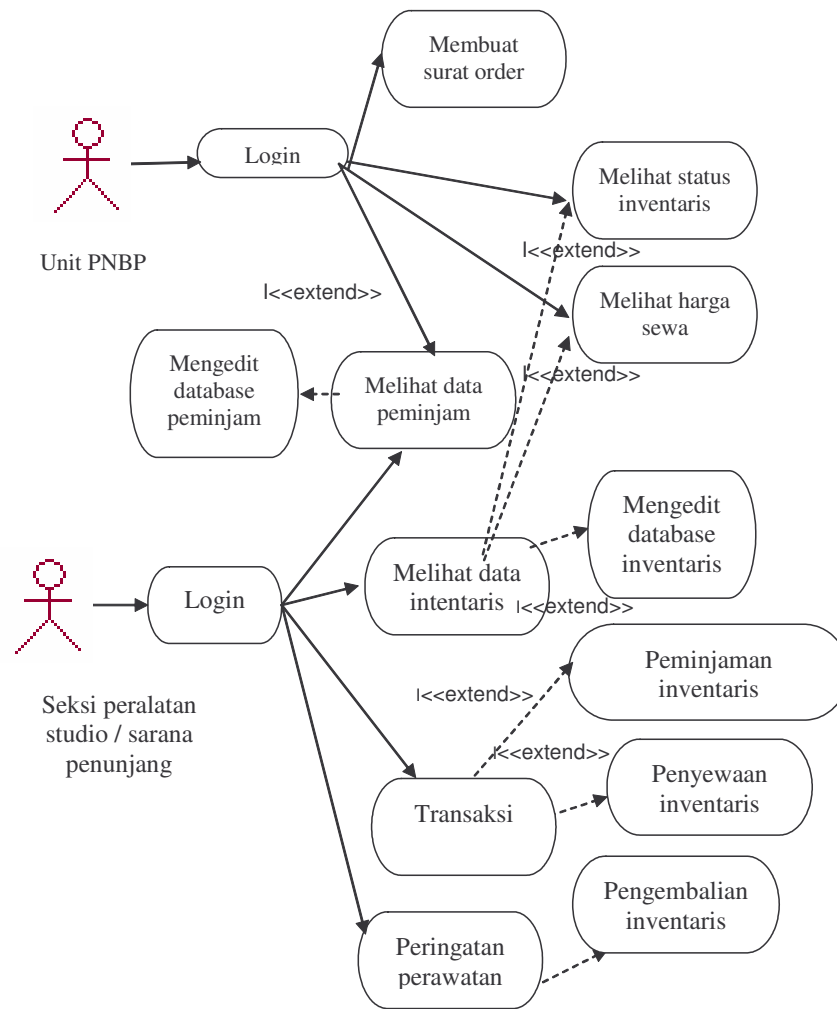 Membuat
surat order
Login
Melihat status
inventaris
Unit PNBP
I<<extend>>
I<<extend>>
Melihat harga
sewa
Mengedit
database
peminjam
Melihat data
peminjam
I<<extend>>
Mengedit
database
inventaris
Login
Melihat data
intentaris
I<<extend>>
Seksi peralatan
studio / sarana
penunjang
I<<extend>>
Peminjaman
inventaris
I<<extend>>
Transaksi
Penyewaan
inventaris
Pengembalian
inventaris
Peringatan
perawatan